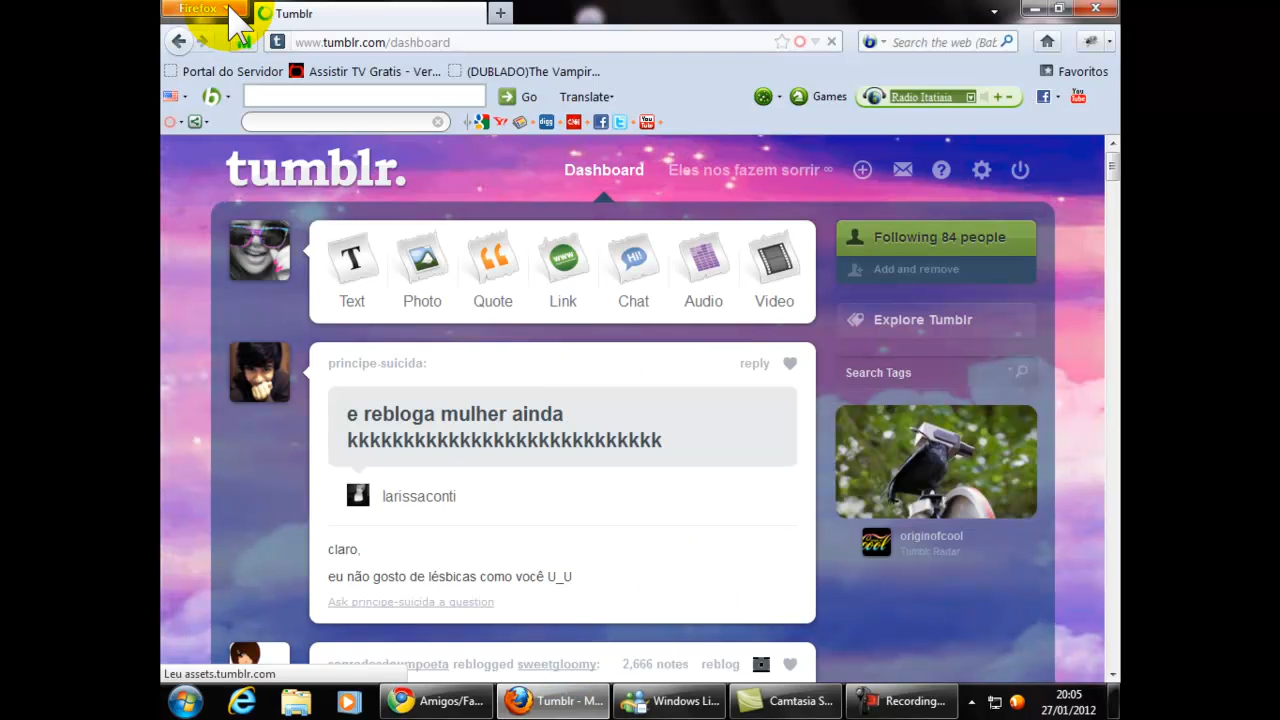 Firefox
Tumblr
www.tumblr.com/dashboard
Search the web (Bab
Portal do Servidor
Assistir TV Gratis - Ver...
(DUBLADO)The Vampir...
Favoritos
Go
Translate
Games
Radio Itatiaia
tumblr.
Dashboard
Eles nos fazem sorrir ∞
Text
Photo
Quote
Link
Chat
Audio
Video
Following 84 people
Add and remove
Explore Tumblr
Search Tags
principe-suicida:
reply
e rebloga mulher ainda
kkkkkkkkkkkkkkkkkkkkkkkkkkkk
larissaconti
claro,
eu não gosto de lésbicas como você U_U
Ask principe-suicida a question
originofcool
Tumblr Radar
reblogged sweetgloomy:
2,666 notes
reblog
Leu assets.tumblr.com
Amigos/Fa...
Tumblr - M...
Windows Li...
Camtasia S...
Recording...
20:05
27/01/2012